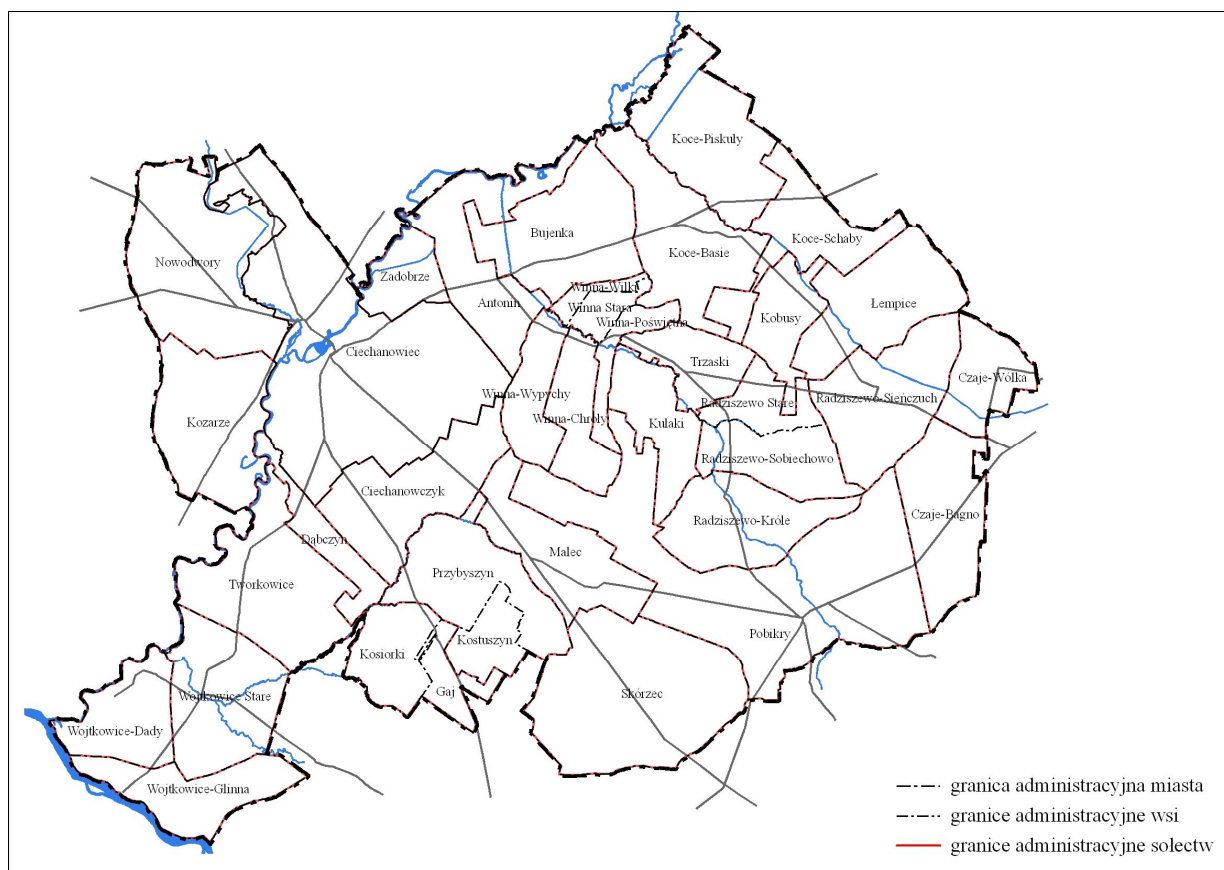 Koce-Piskuły
Koce-Schaby
Bujenka
Koce-Basie
Nowodwory
Zadobrze
Antonin
Winna-Wilki
Winna Stara
Winna-Poświętna
Łempice
Kobusy
Ciechanowiec
Trzaski
Czaje-Wólka
Winna-Wypychy
Radziszewo Stare
Radziszewo-Sieńczuch
Kozarze
Winna-Chroły
Kulaki
Radziszewo-Sobiechowo
Ciechanowczyk
Radziszewo-Króle
Czaje-Bagno
Dąbczyn
Malec
Przybyszyn
Tworkowice
Pobikry
Kostuszyn
Kosiorki
Gaj
Skórzec
Wojtkowice Stare
Wojtkowice-Dady
Wojtkowice-Glinna
granica administracyjna miasta
granice administracyjne wsi
granice administracyjne sołectw